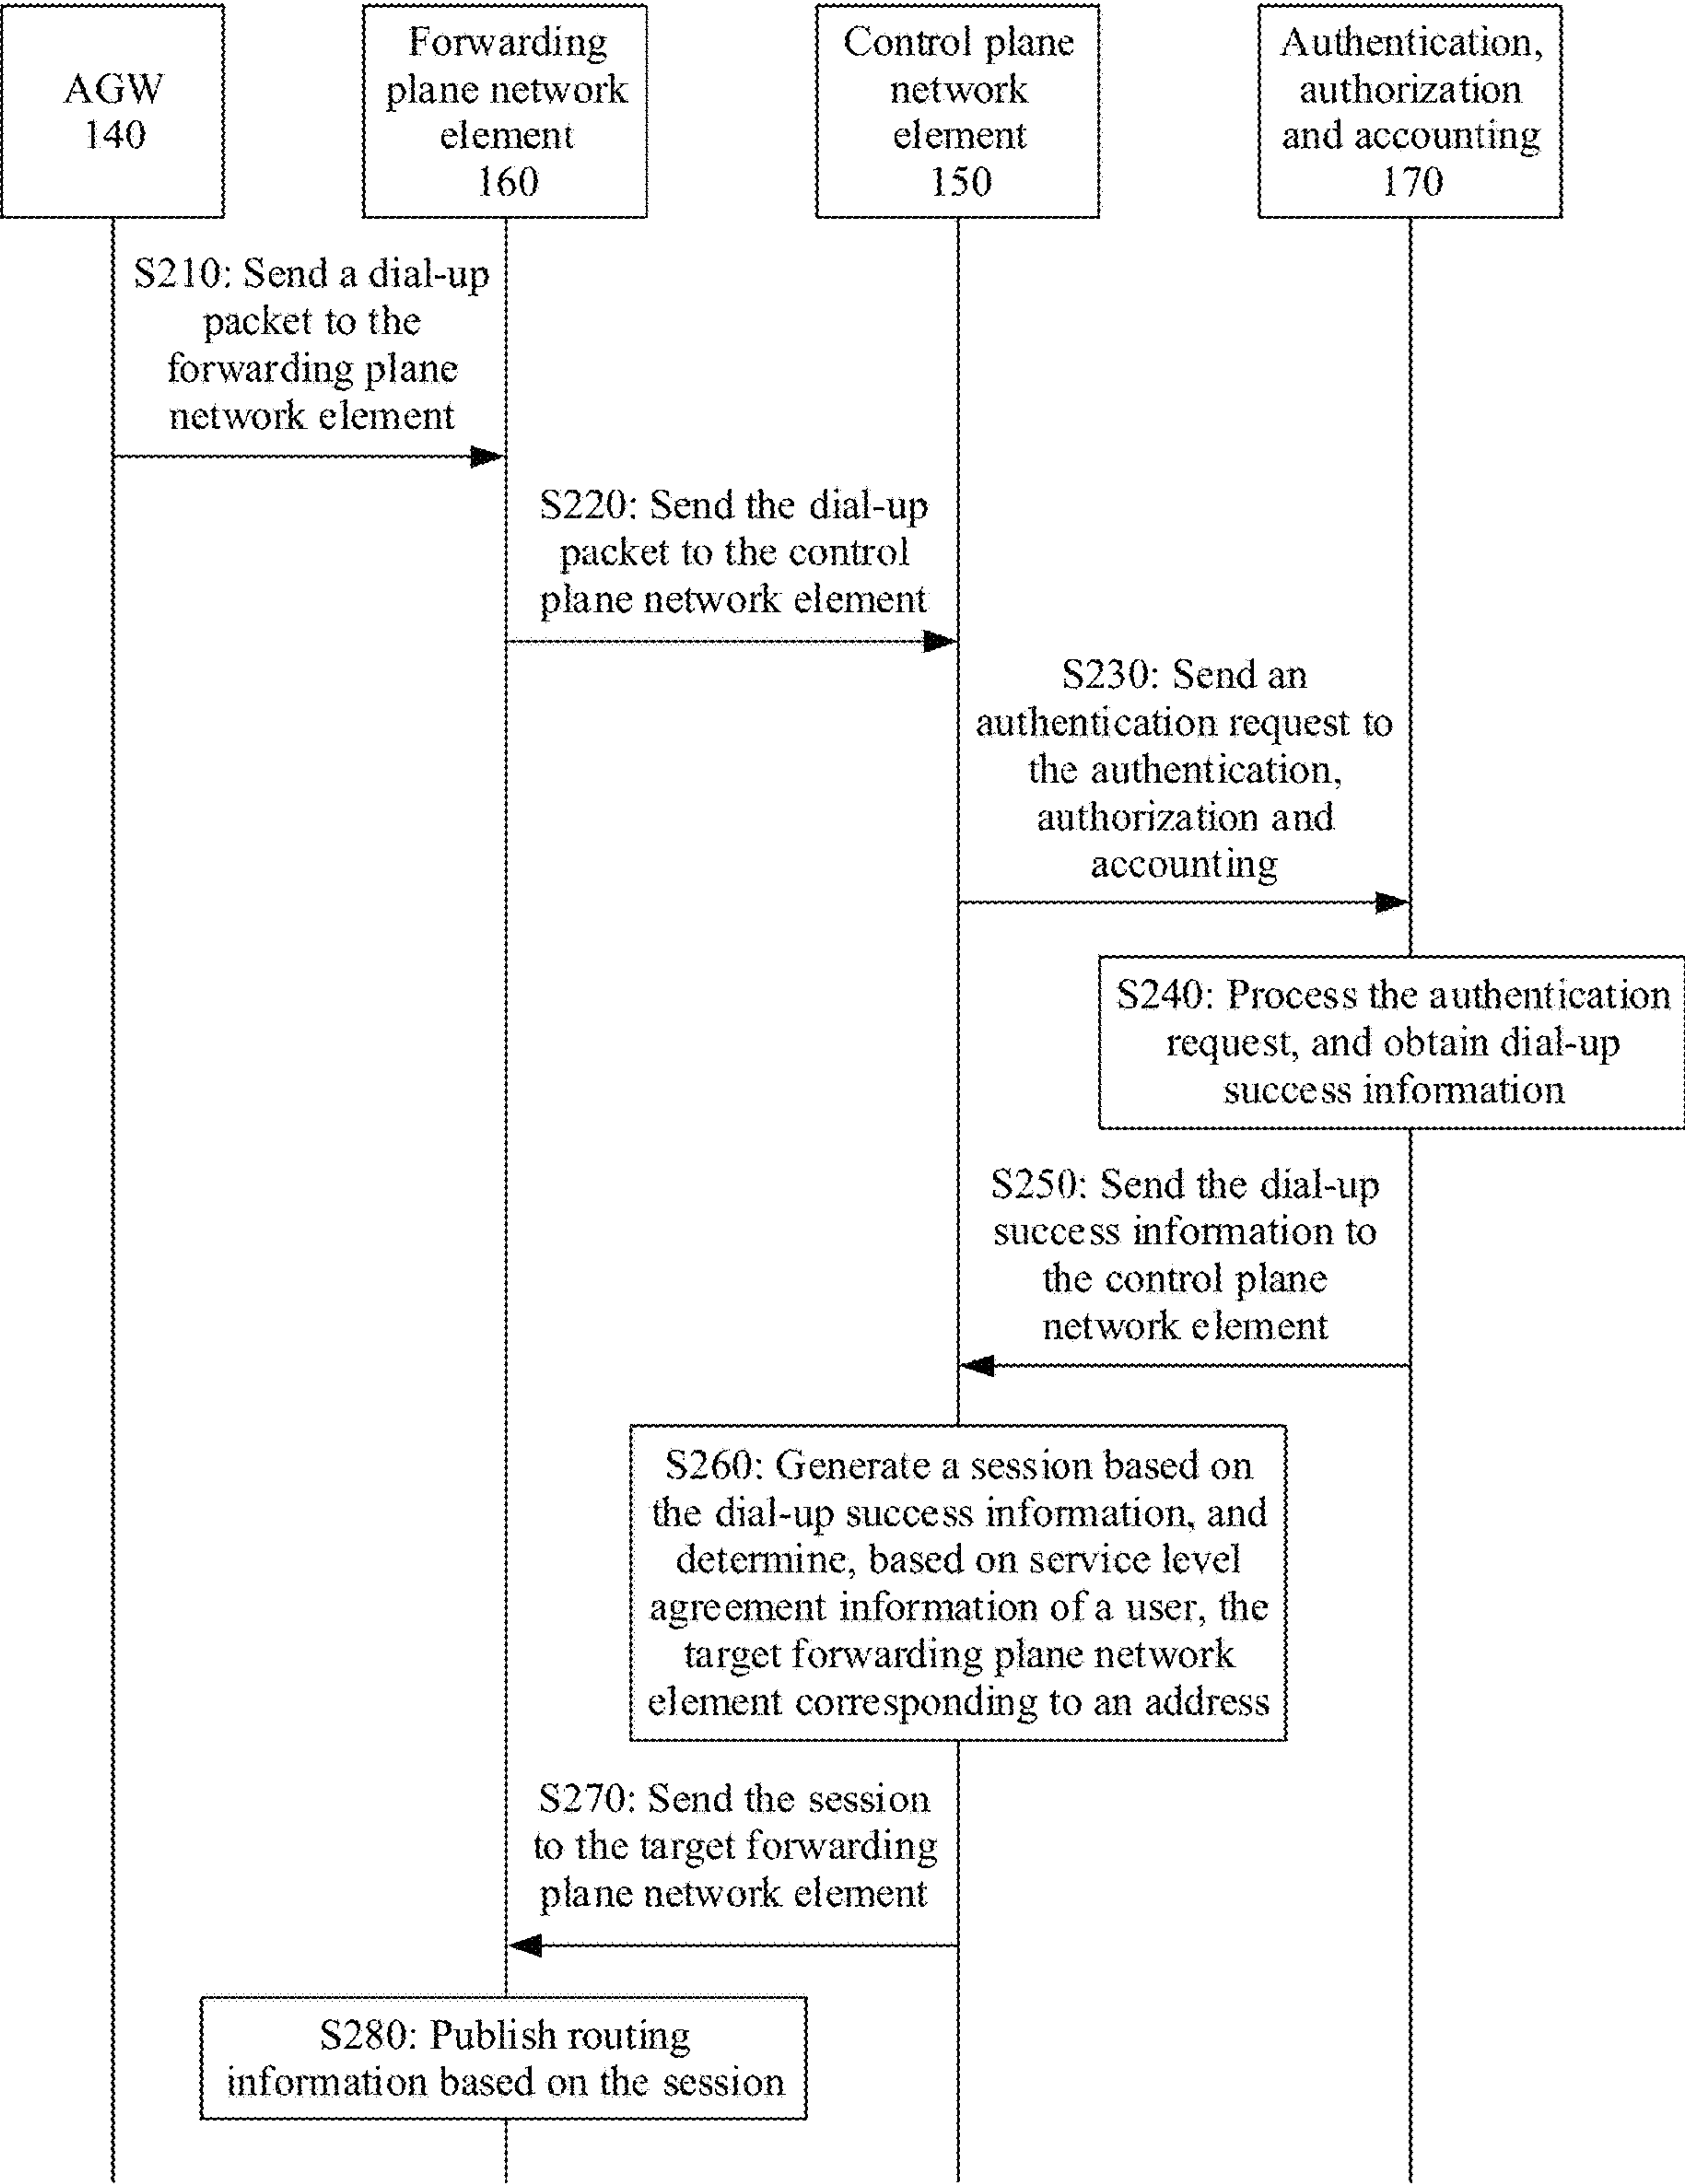 AGW
140
Forwarding
plane network
element
160
Control plane
network
element
150
Authentication,
authorization
and accounting
170
S210: Send a dial-up
packet to the
forwarding plane
network element
S220: Send the dial-up
packet to the control
plane network element
S230: Send an
authentication request to
the authentication,
authorization and
accounting
S240: Process the authentication
request, and obtain dial-up
success information
S250: Send the dial-up
success information to
the control plane
network element
S260: Generate a session based on
the dial-up success information, and
determine, based on service level
agreement information of a user, the
target forwarding plane network
element corresponding to an address
S270: Send the session
to the target forwarding
plane network element
S280: Publish routing
information based on the session